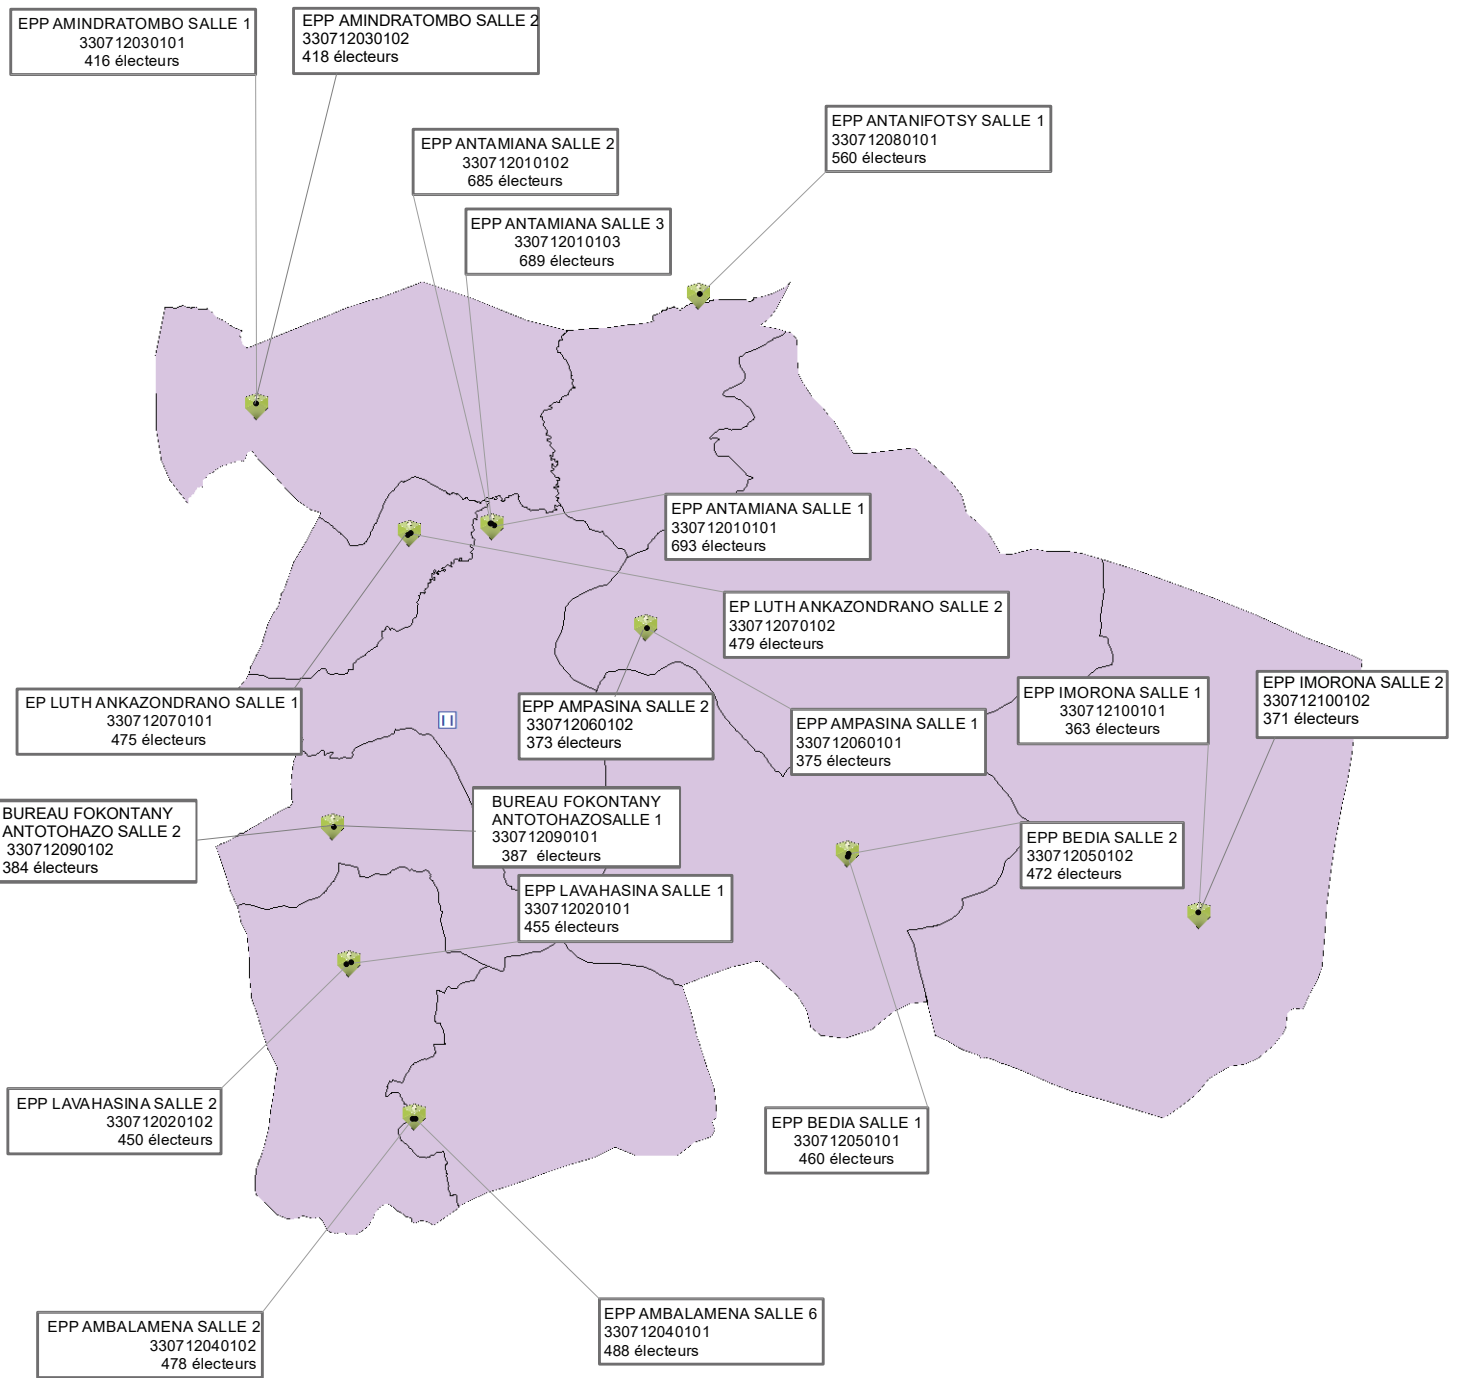 EPP AMINDRATOMBO SALLE 1
330712030101
416 électeurs
EPP AMINDRATOMBO SALLE 2
330712030102
418 électeurs
EPP ANTANIFOTSY SALLE 1
330712080101
560 électeurs
EPP ANTAMIANA SALLE 2
330712010102
685 électeurs
EPP ANTAMIANA SALLE 3
330712010103
689 électeurs
EPP ANTAMIANA SALLE 1
330712010101
693 électeurs
EP LUTH ANKAZONDRANO SALLE 2
330712070102
479 électeurs
EP LUTH ANKAZONDRANO SALLE 1
330712070101
475 électeurs
EPP AMPASINA SALLE 2
330712060102
373 électeurs
EPP AMPASINA SALLE 1
330712060101
375 électeurs
EPP IMORONA SALLE 1
330712100101
363 électeurs
EPP IMORONA SALLE 2
330712100102
371 électeurs
BUREAU FOKONTANY
ANTOTOHAZO SALLE 2
330712090102
384 électeurs
BUREAU FOKONTANY
ANTOTOHAZOSALLE 1
330712090101
387 électeurs
EPP BEDIA SALLE 2
330712050102
472 électeurs
EPP LAVAHASINA SALLE 1
330712020101
455 électeurs
EPP LAVAHASINA SALLE 2
330712020102
450 électeurs
EPP BEDIA SALLE 1
330712050101
460 électeurs
EPP AMBALAMENA SALLE 2
330712040102
478 électeurs
EPP AMBALAMENA SALLE 6
330712040101
488 électeurs